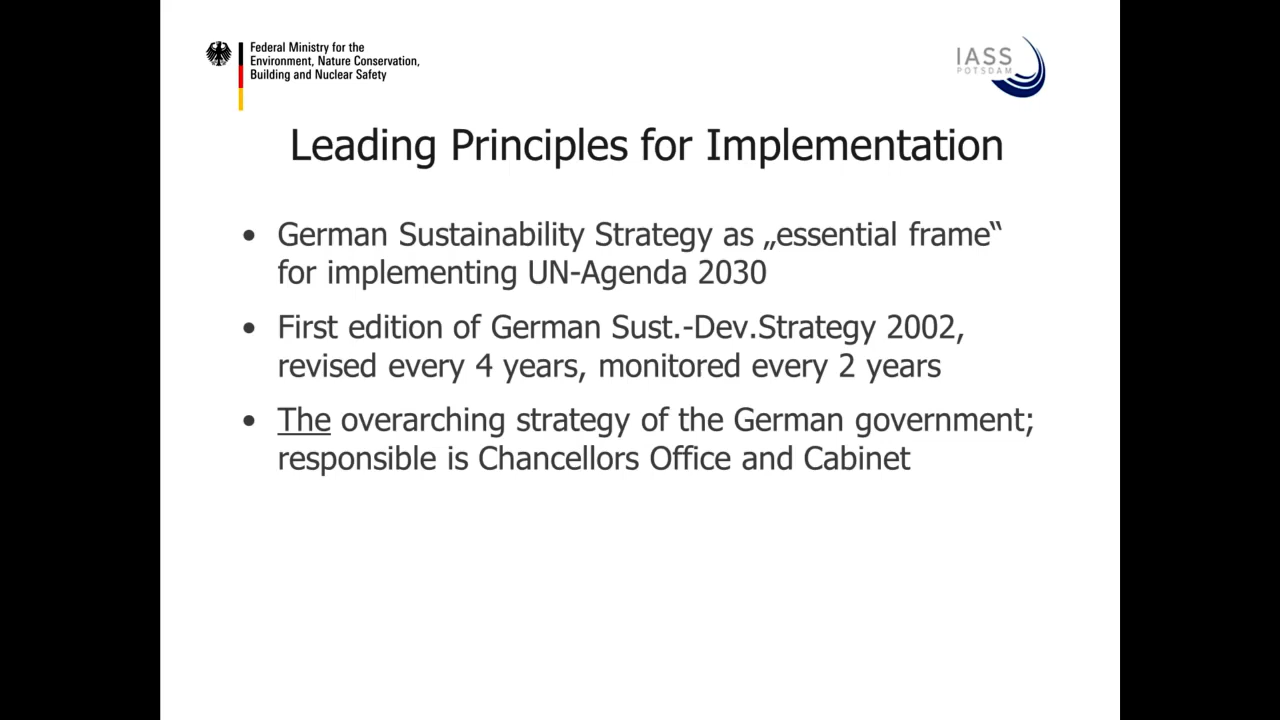 Federal Ministry for the
Environment, Nature Conservation,
Building and Nuclear Safety
IASS
POTSDAM
Leading Principles for Implementation
• German Sustainability Strategy as „essential frame“
for implementing UN-Agenda 2030
• First edition of German Sust.-Dev.Strategy 2002,
revised every 4 years, monitored every 2 years
• The overarching strategy of the German government;
responsible is Chancellors Office and Cabinet